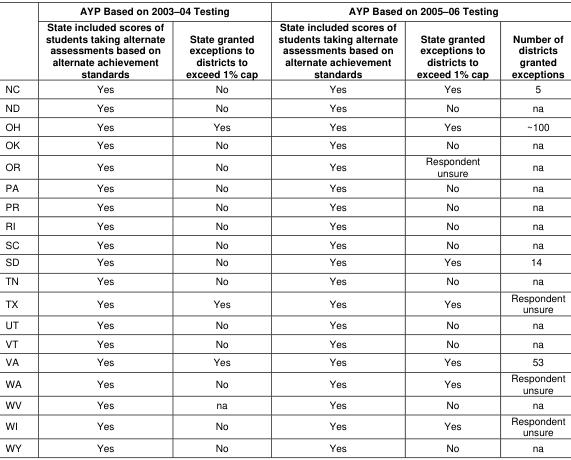 AYP Based on 2003–04 Testing AYP Based on 2005–06 Testing
State included scores of students taking alternate assessments based on alternate achievement standards State granted exceptions to districts to exceed 1% cap State included scores of students taking alternate assessments based on alternate achievement standards State granted exceptions to districts to exceed 1% cap Number of districts granted exceptions
NC Yes No Yes Yes 5
ND Yes No Yes No na
OH Yes Yes Yes Yes ~100
OK Yes No Yes No na
OR Yes No Yes Respondent unsure na
PA Yes No Yes No na
PR Yes No Yes No na
RI Yes No Yes No na
SC Yes No Yes No na
SD Yes No Yes Yes 14
TN Yes No Yes No na
TX Yes Yes Yes Yes Respondent unsure
UT Yes No Yes No na
VT Yes No Yes No na
VA Yes Yes Yes Yes 53
WA Yes No Yes Yes Respondent unsure
WV Yes na Yes No na
WI Yes No Yes Yes Respondent unsure
WY Yes No Yes No na